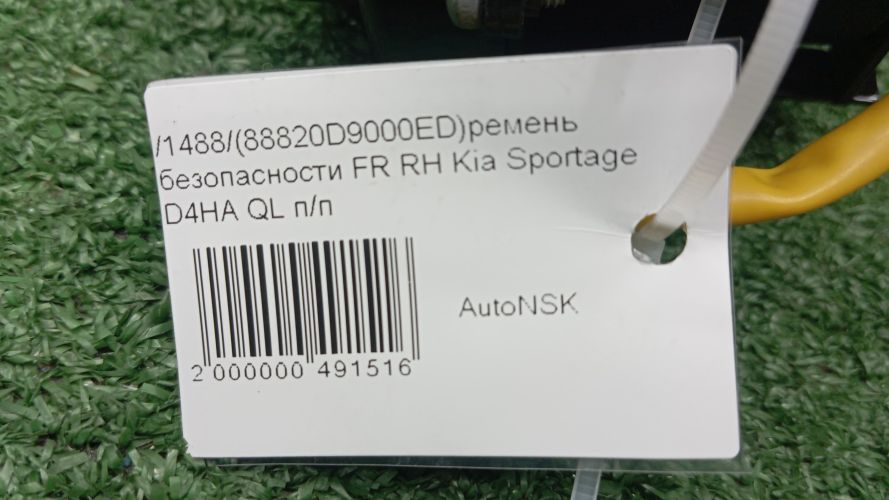 /1488/(88820D9000ED)ремень
безопасности FR RH Kia Sportage
D4HA QL п/п
AutoNSK
2 000000 491516